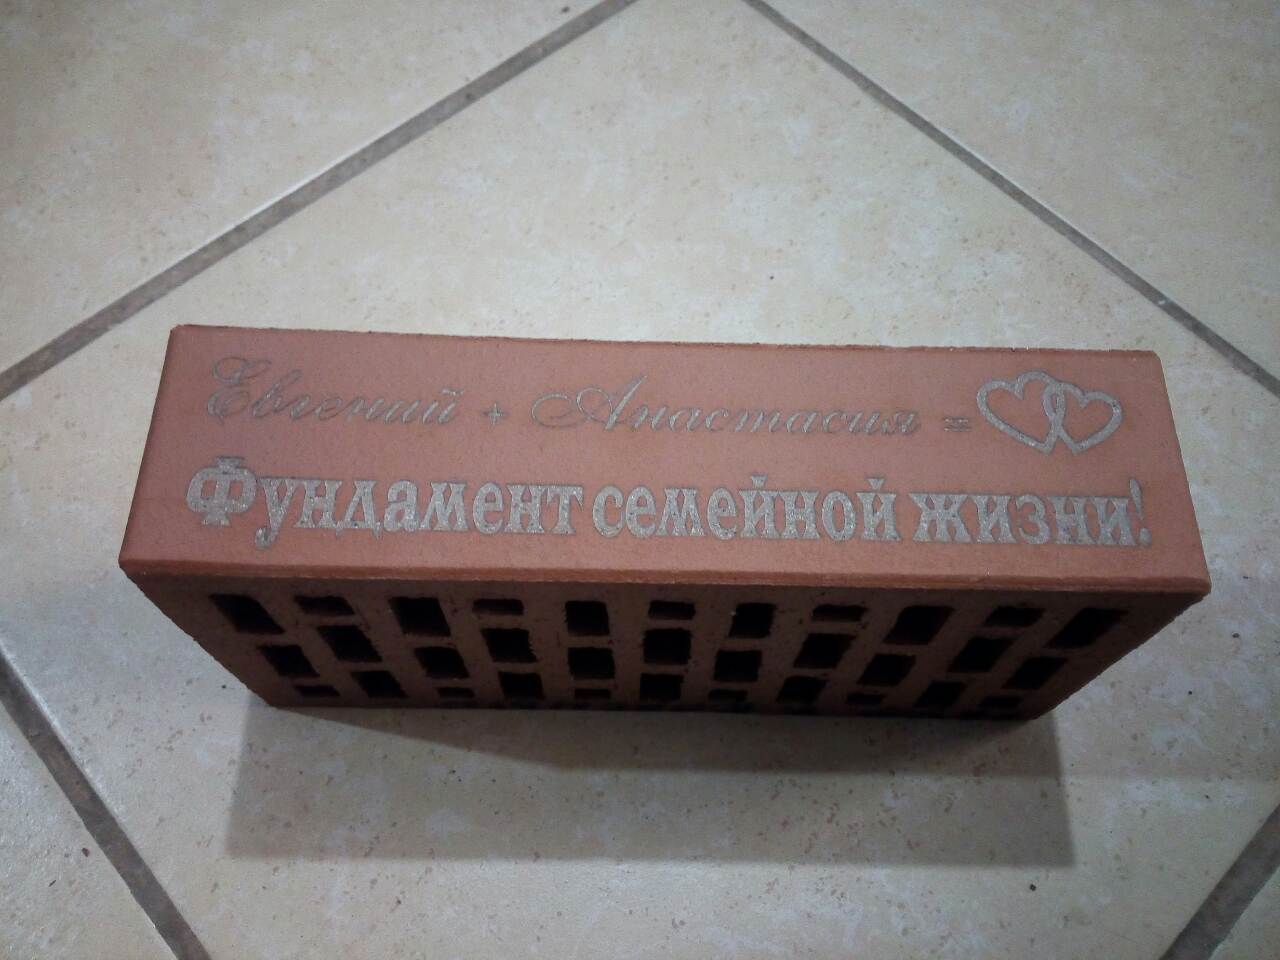 Евгений + Анастасия =
Фундамент семейной жизни!